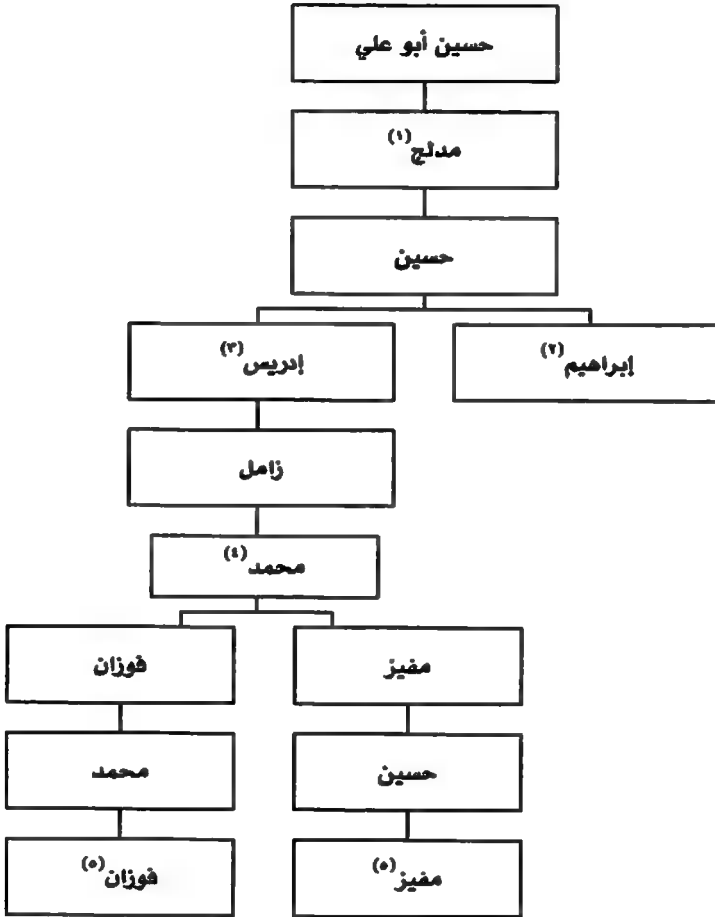 حسين أبو علي
مدلج (١)
حسين
إبراهيم (٢)
إدريس (٣)
زامل
محمد (٤)
مفيز
فوزان
حسين
محمد
مفيز (٥)
فوزان (٥)